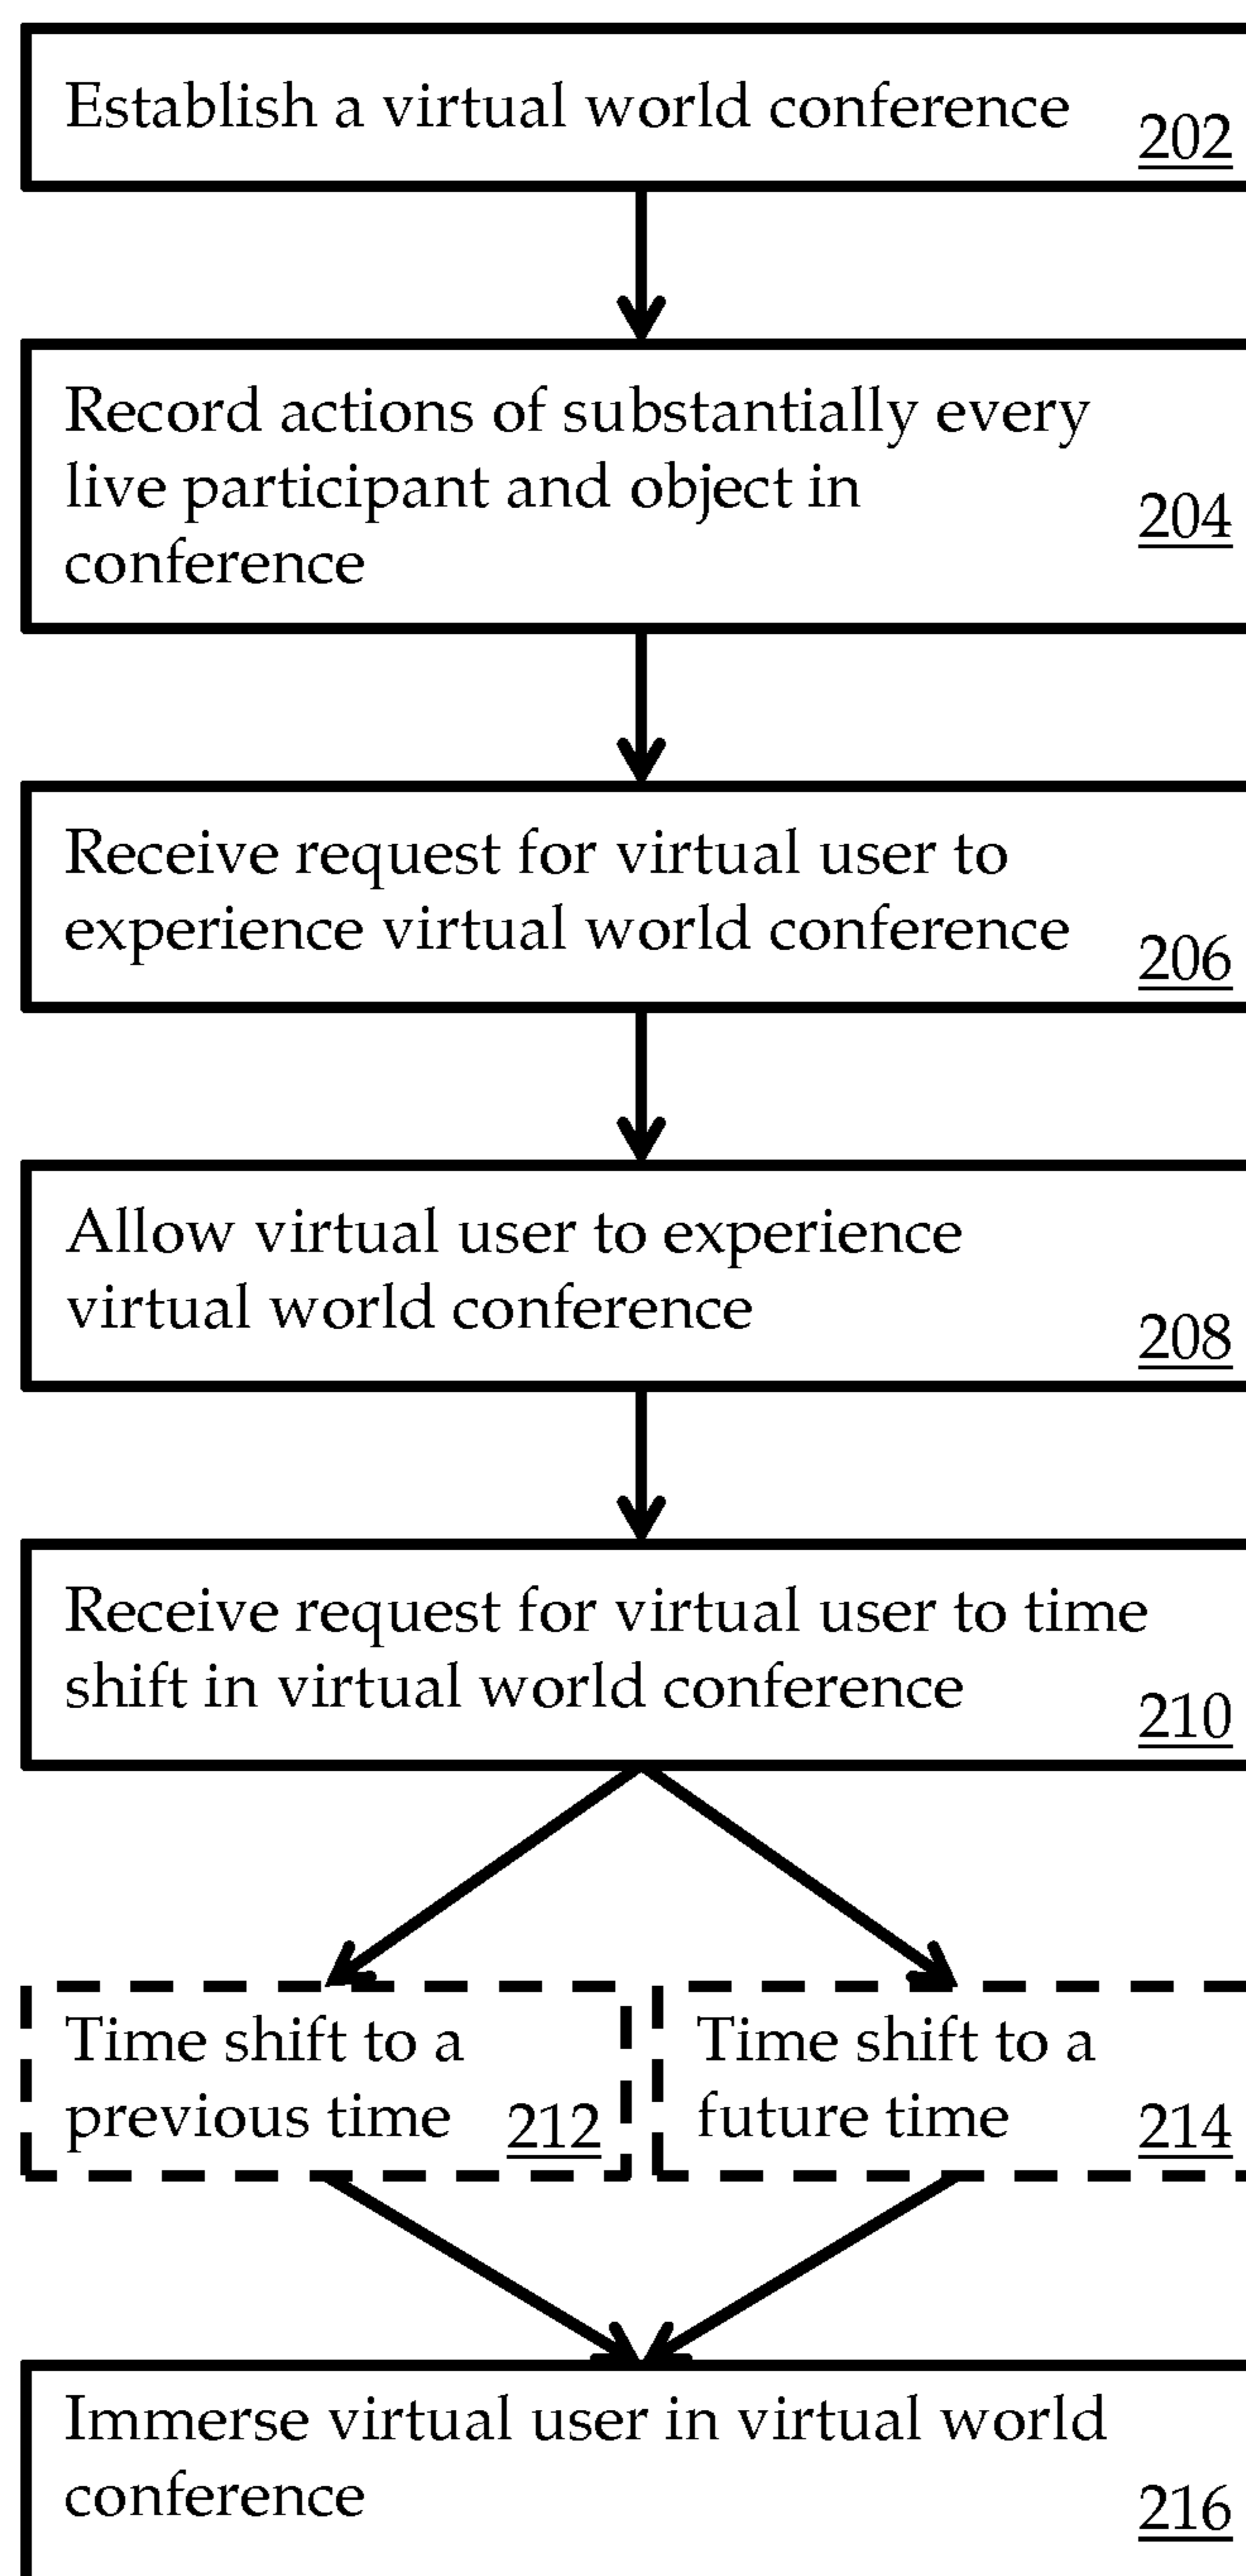 Establish a virtual world conference 202
Record actions of substantially every
live participant and object in
204
conference
Receive request for virtual user to
experience virtual world conference 206
Allow virtual user to experience
virtual world conference
208
Receive request for virtual user to time
shift in virtual world conference
210
Time shift to a
previous time 212
Time shift to a
future time 214
Immerse virtual user in virtual world
conference
216